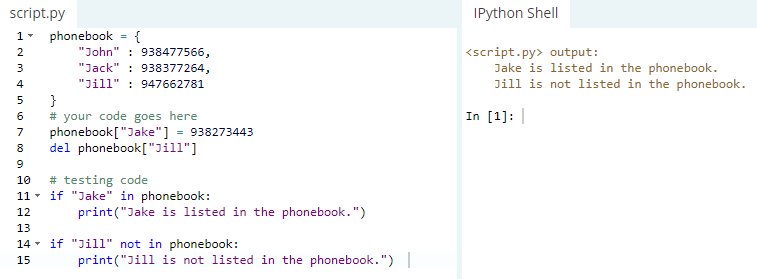 script.py
1 phonebook = {
2     "John" : 938477566,
3     "Jack" : 938377264,
4     "Jill" : 947662781
5 }
6 # your code goes here
7 phonebook["Jake"] = 938273443
8 del phonebook["Jill"]
9
10 # testing code
11 if "Jake" in phonebook:
12     print("Jake is listed in the phonebook.")
13
14 if "Jill" not in phonebook:
15     print("Jill is not listed in the phonebook.")
IPython Shell
<script.py> output:
    Jake is listed in the phonebook.
    Jill is not listed in the phonebook.
In [1]: